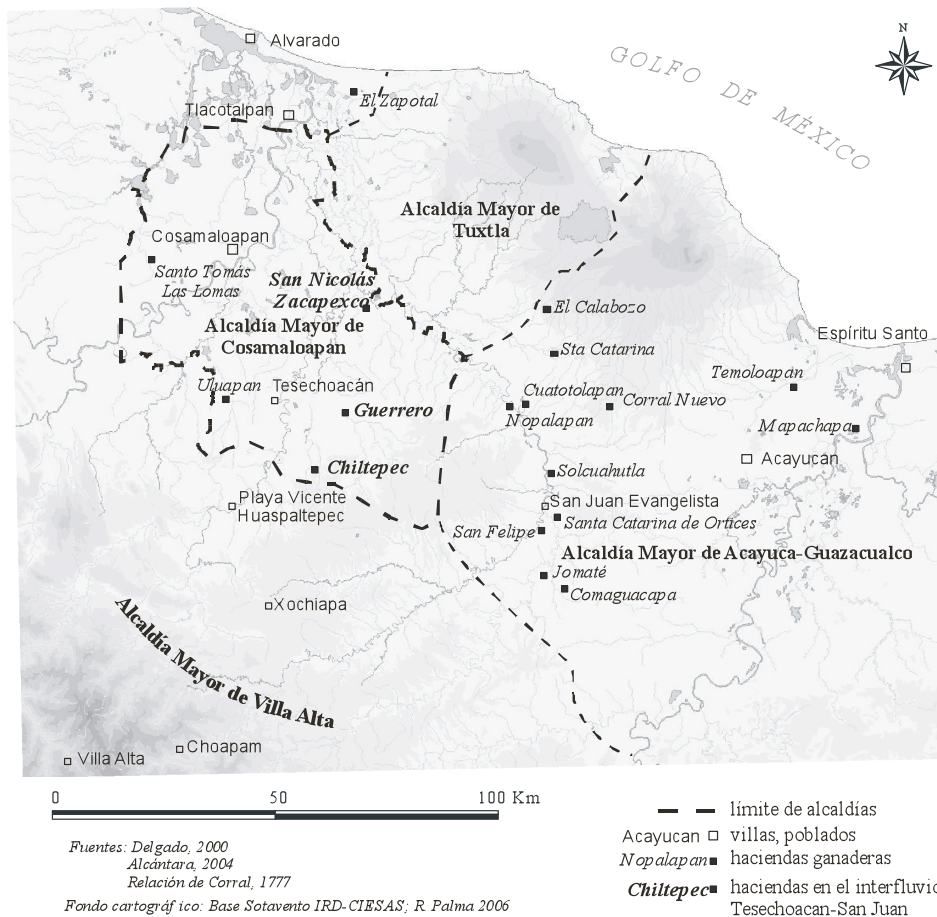 N
GOLFO DE MÉXICO
Alvarado
El Zapotal
Tlacotalpan
Alcaldía Mayor de
Tuxtla
Cosamaloapan
Santo Tomás
Las Lomas
San Nicolás
Zacapexco
El Calabozo
Alcaldía Mayor de
Cosamaloapan
Espíritu Santo
Sta Catarina
Temoloapan
Uluapan
Tesechoacán
Cuatotolapan
Corral Nuevo
Guerrero
Nopalapan
Mapachapa
Acayucan
Chiltepec
Solcuahutla
Playa Vicente
Huaspaltepec
San Juan Evangelista
Santa Catarina de Ortices
San Felipe
Alcaldía Mayor de Acayuca-Guazacualco
Jomaté
Comaguacapa
Xochiapa
Alcaldía Mayor de Villa Alta
Choapam
Villa Alta
0 50 100 Km
límite de alcaldías
Acayucan villas, poblados
Nopalapan haciendas ganaderas
Chiltepec haciendas en el interfluvio
Tesechoacan-San Juan
Fuentes: Delgado, 2000
Alcántara, 2004
Relación de Corral, 1777
Fondo cartográf ico: Base Sotavento IRD-CIESAS; R. Palma 2006